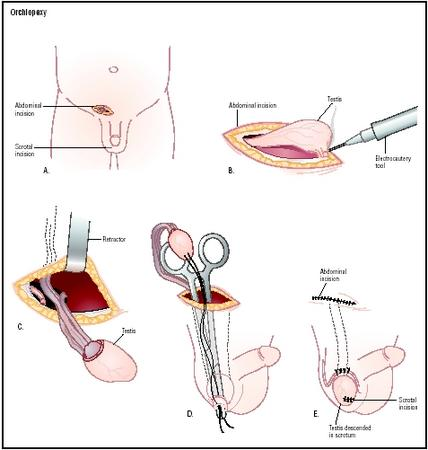 Orchiopexy
Abdominal
incision
Scrotal
incision
A.
Abdominal incision
Testis
Electrocautery
tool
B.
Retractor
C.
Testis
D.
Abdominal
incision
E.
Scrotal
incision
Testis descended
in scrotum